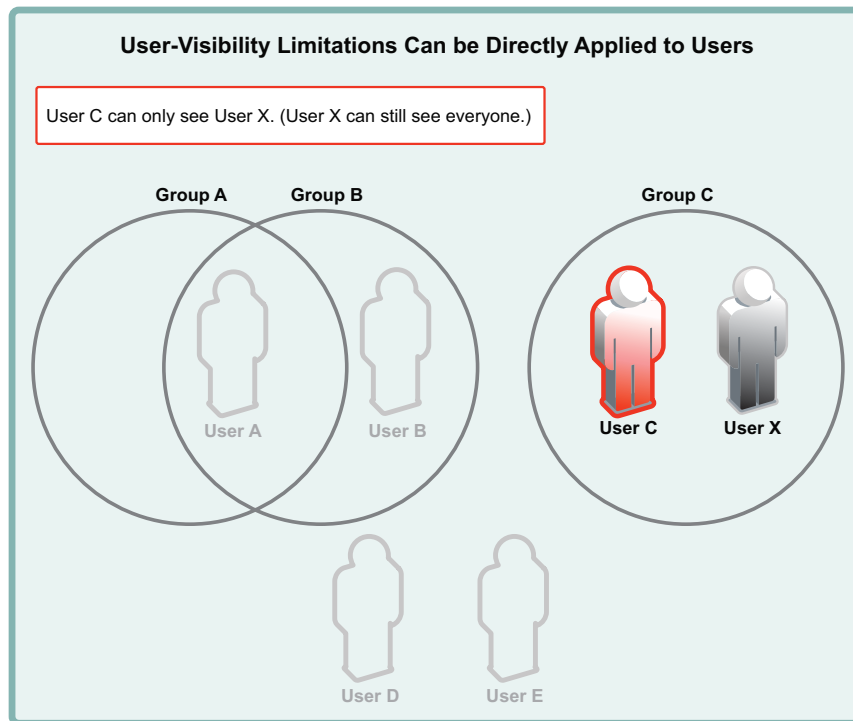 User-Visibility Limitations Can be Directly Applied to Users
User C can only see User X. (User X can still see everyone.)
Group A
Group B
Group C
User A
User B
User C
User X
User D
User E